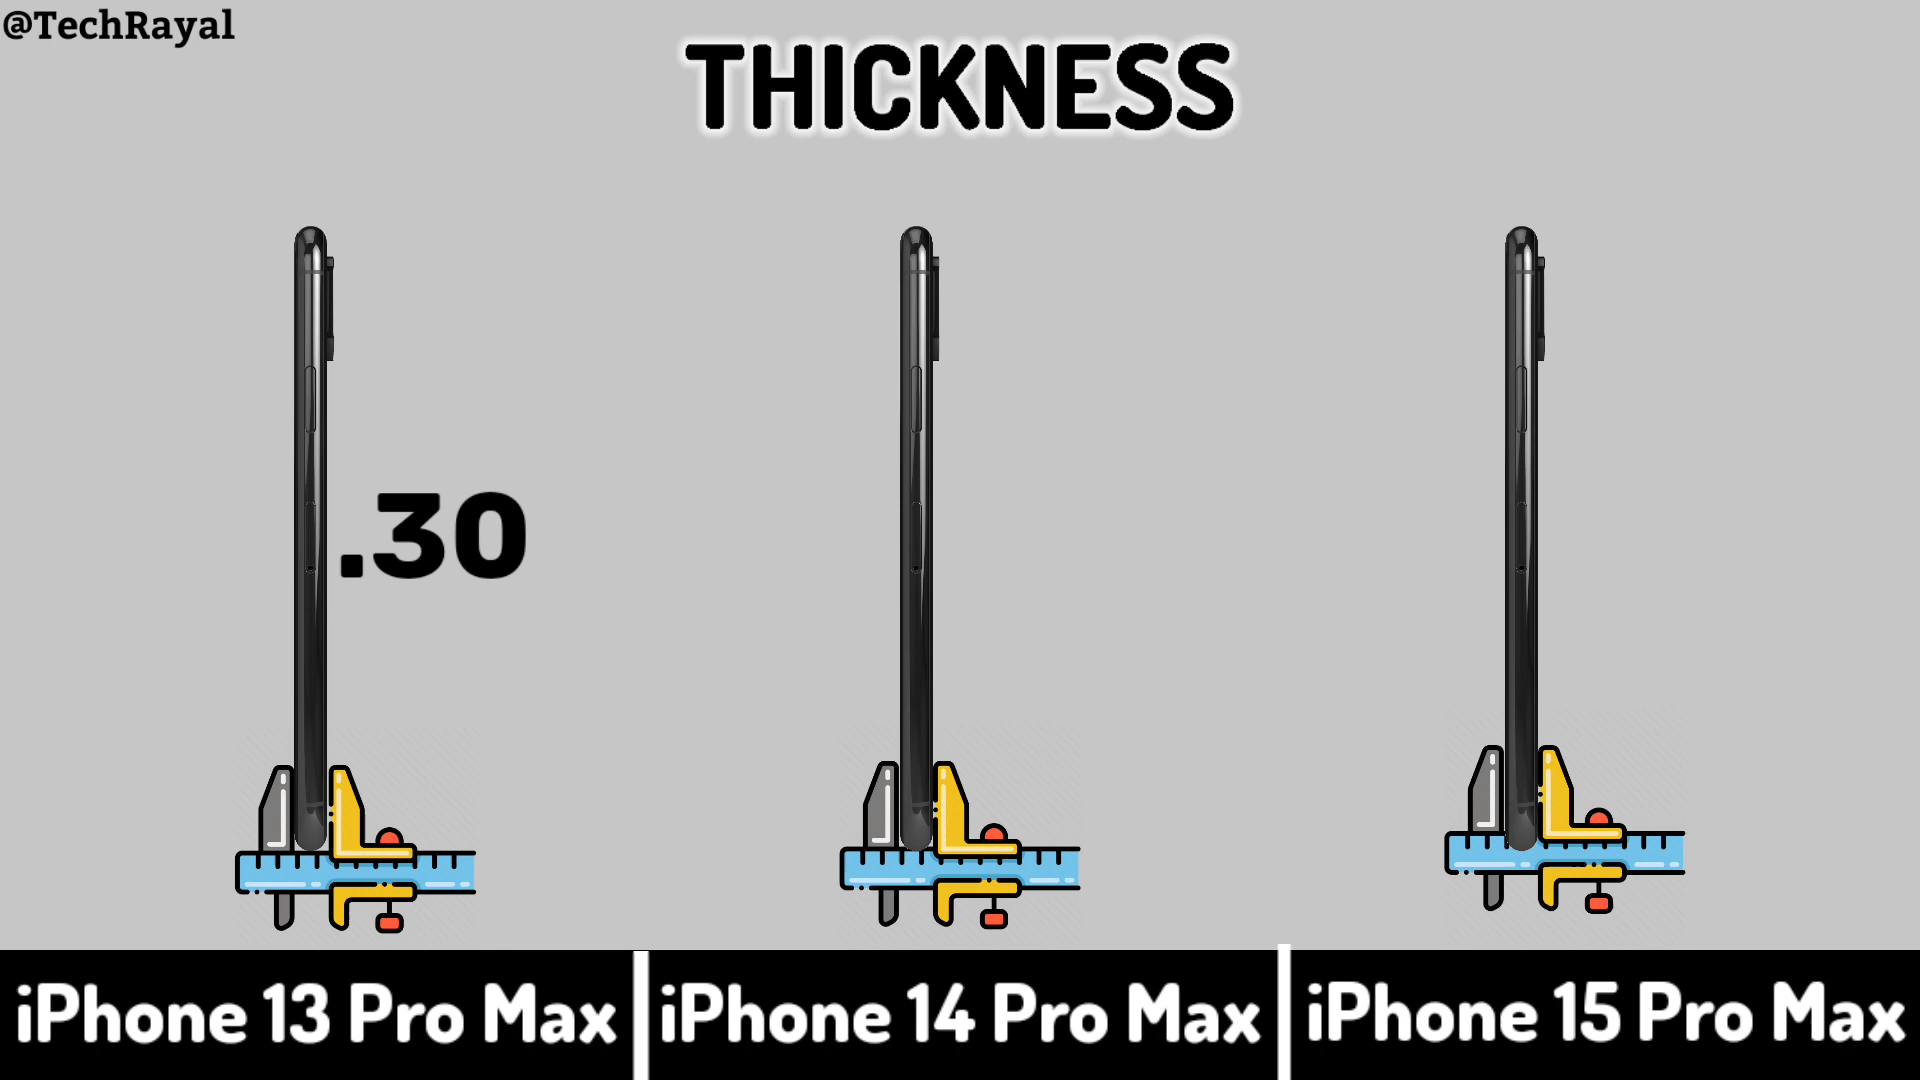 @TechRayal
THICKNESS
.30
iPhone 13 Pro Max
iPhone 14 Pro Max
iPhone 15 Pro Max